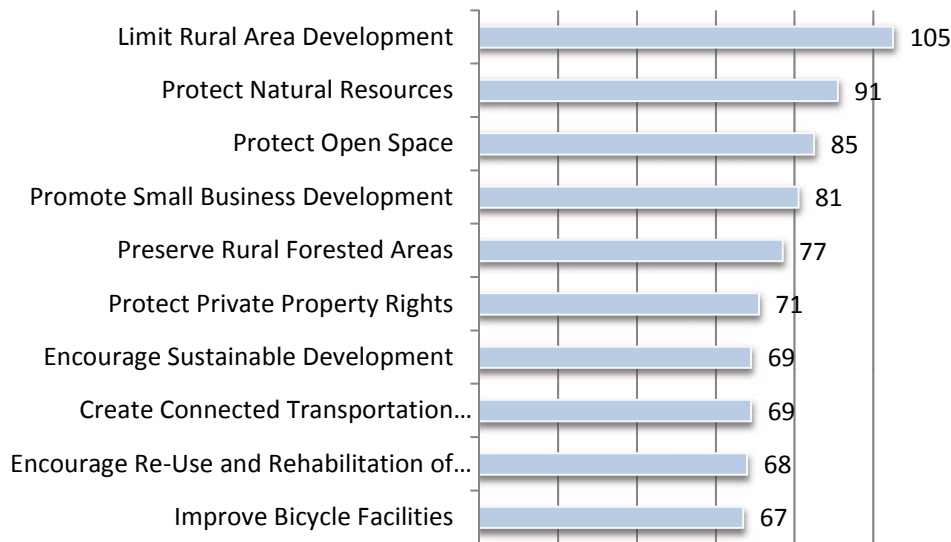 Limit Rural Area Development 105
Protect Natural Resources 91
Protect Open Space 85
Promote Small Business Development 81
Preserve Rural Forested Areas 77
Protect Private Property Rights 71
Encourage Sustainable Development 69
Create Connected Transportation... 69
Encourage Re-Use and Rehabilitation of... 68
Improve Bicycle Facilities 67